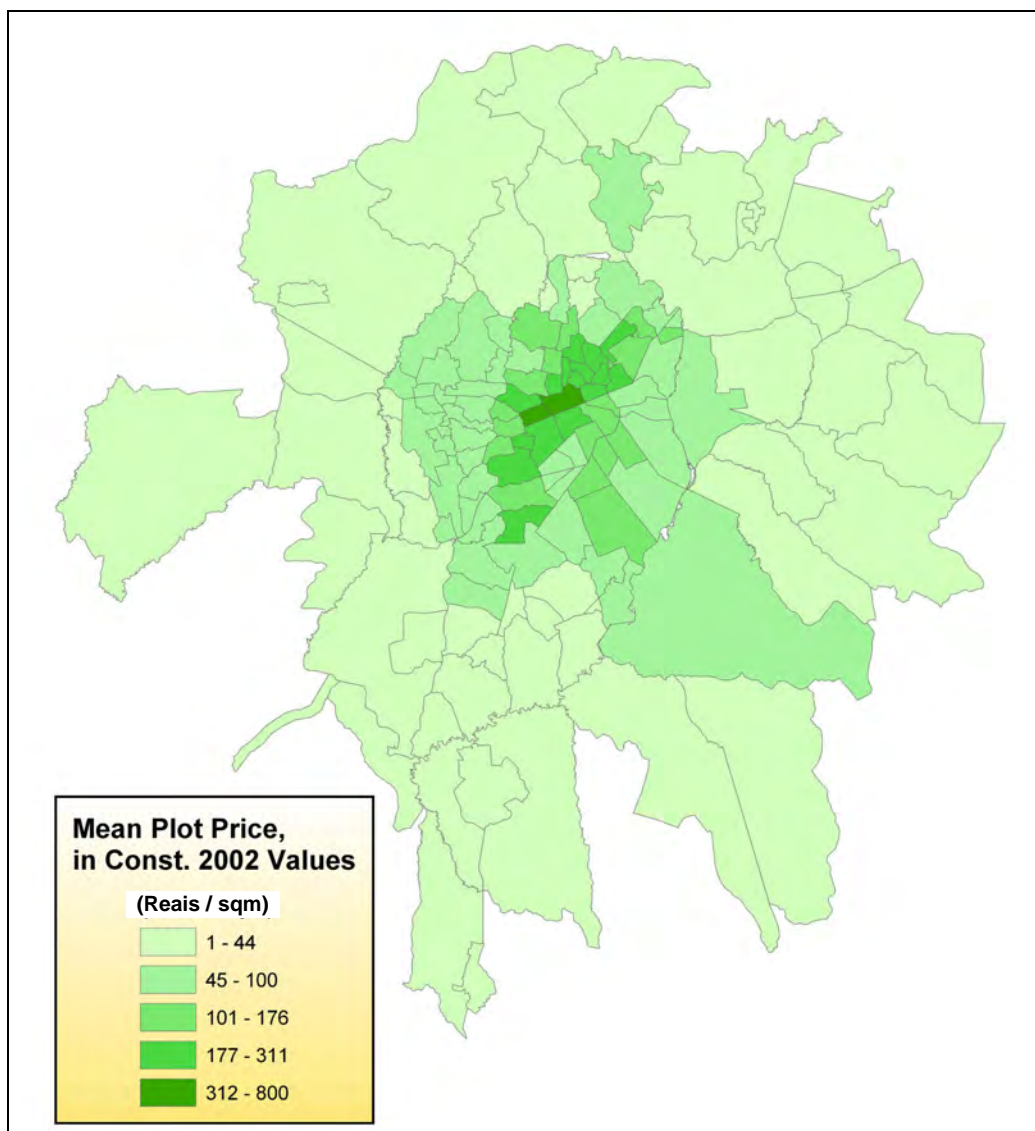 Mean Plot Price,
in Const. 2002 Values
(Reais / sqm)
1 - 44
45 - 100
101 - 176
177 - 311
312 - 800